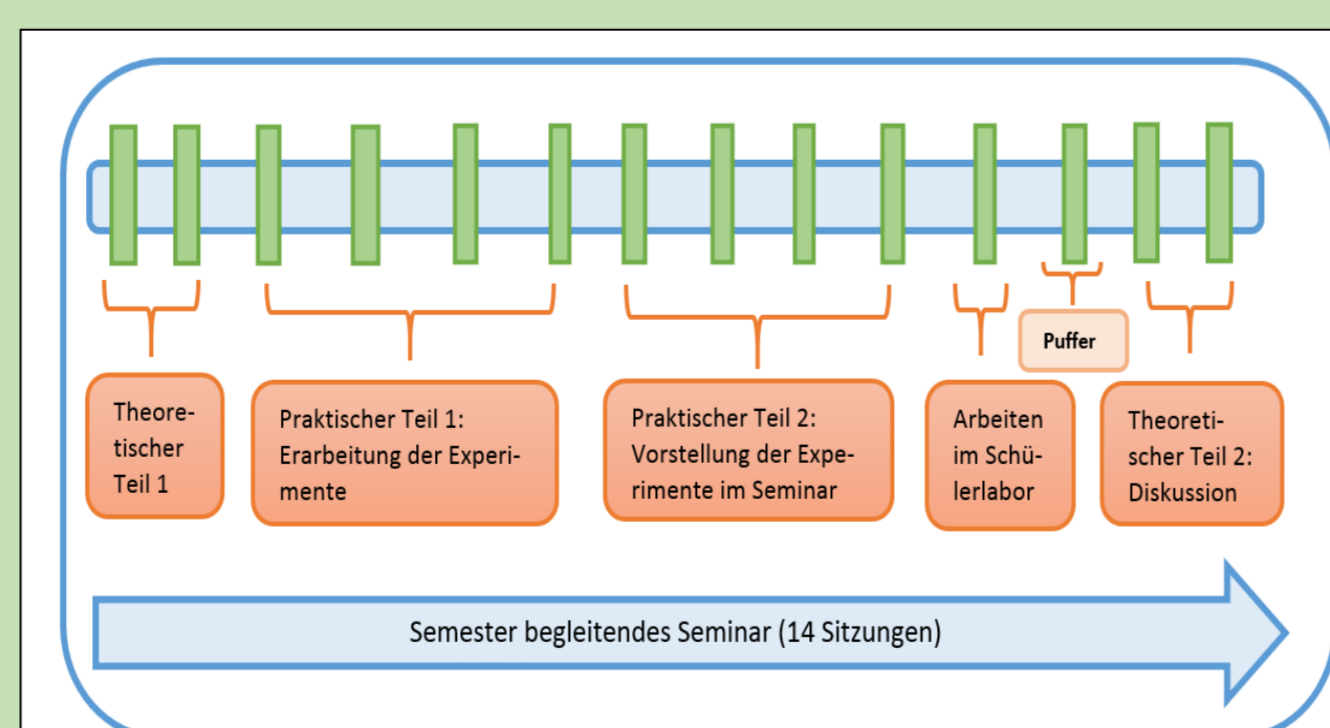 Puffer
Theore-
tischer
Teil 1
Praktischer Teil 1:
Erarbeitung der Experi-
mente
Praktischer Teil 2:
Vorstellung der Expe-
rimente im Seminar
Arbeiten
im Schü-
lerlabor
Theoreti-
scher Teil 2:
Diskussion
Semester begleitendes Seminar (14 Sitzungen)